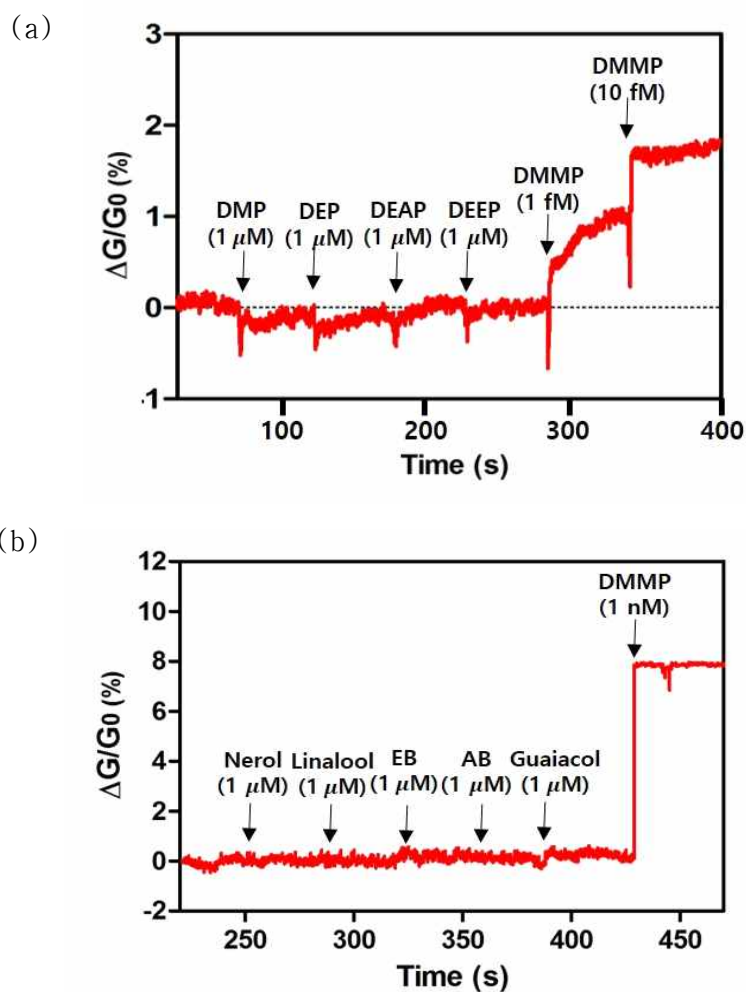 (a)
3
2
1
0
-1
ΔG/G0 (%)
DMP
(1 μM)
DEP
(1 μM)
DEAP
(1 μM)
DEEP
(1 μM)
DMMP
(1 fM)
DMMP
(10 fM)
100
200
300
400
Time (s)
(b)
12
10
8
6
4
2
0
-2
ΔG/G0 (%)
Nerol
(1 μM)
Linalool
(1 μM)
EB
(1 μM)
AB
(1 μM)
Guaiacol
(1 μM)
DMMP
(1 nM)
250
300
350
400
450
Time (s)